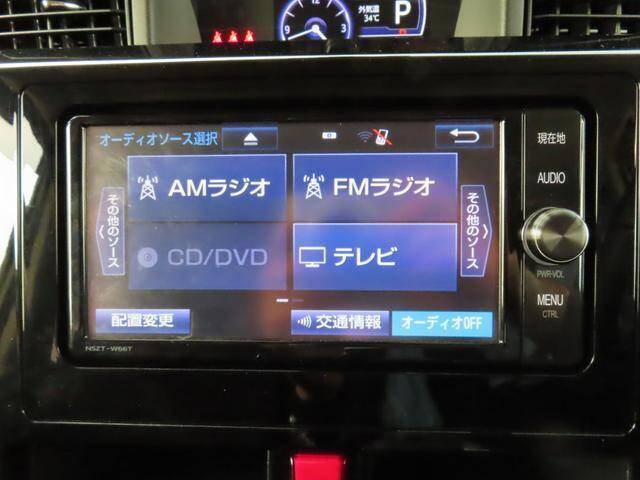 12
3
9
外気温
34℃
P
オーディオソース選択
現在地
AMラジオ
FMラジオ
AUDIO
その他のソース
その他のソース
CD/DVD
テレビ
PWR·VOL
MENU
CTRL
配置変更
交通情報
オーディオOFF
NSZT-W66T